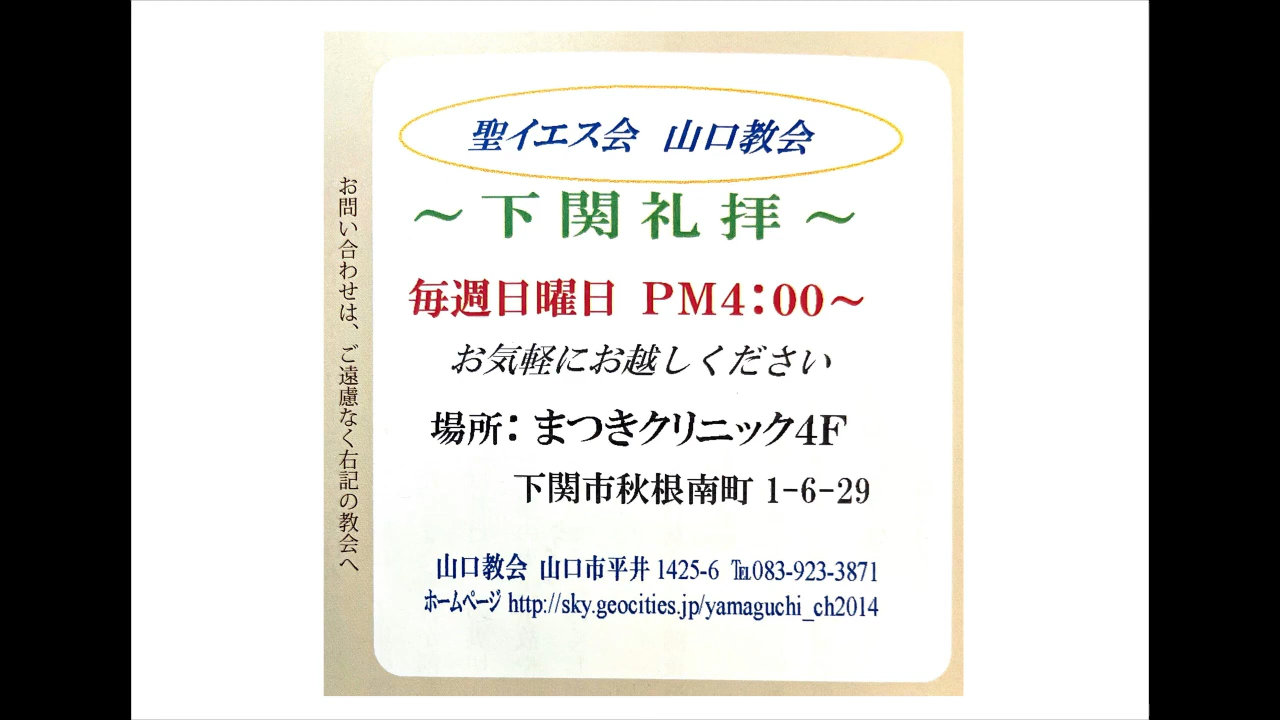 聖イエス会 山口教会
~下関礼拝~
毎週日曜日 PM4:00~
お気軽にお越しください
場所: まつきクリニック4F
下関市秋根南町 1-6-29
山口教会 山口市平井 1425-6 ℡083-923-3871
ホームページ http://sky.geocities.jp/yamaguchi_ch2014
お問い合わせは、ご遠慮なく右記の教会へ